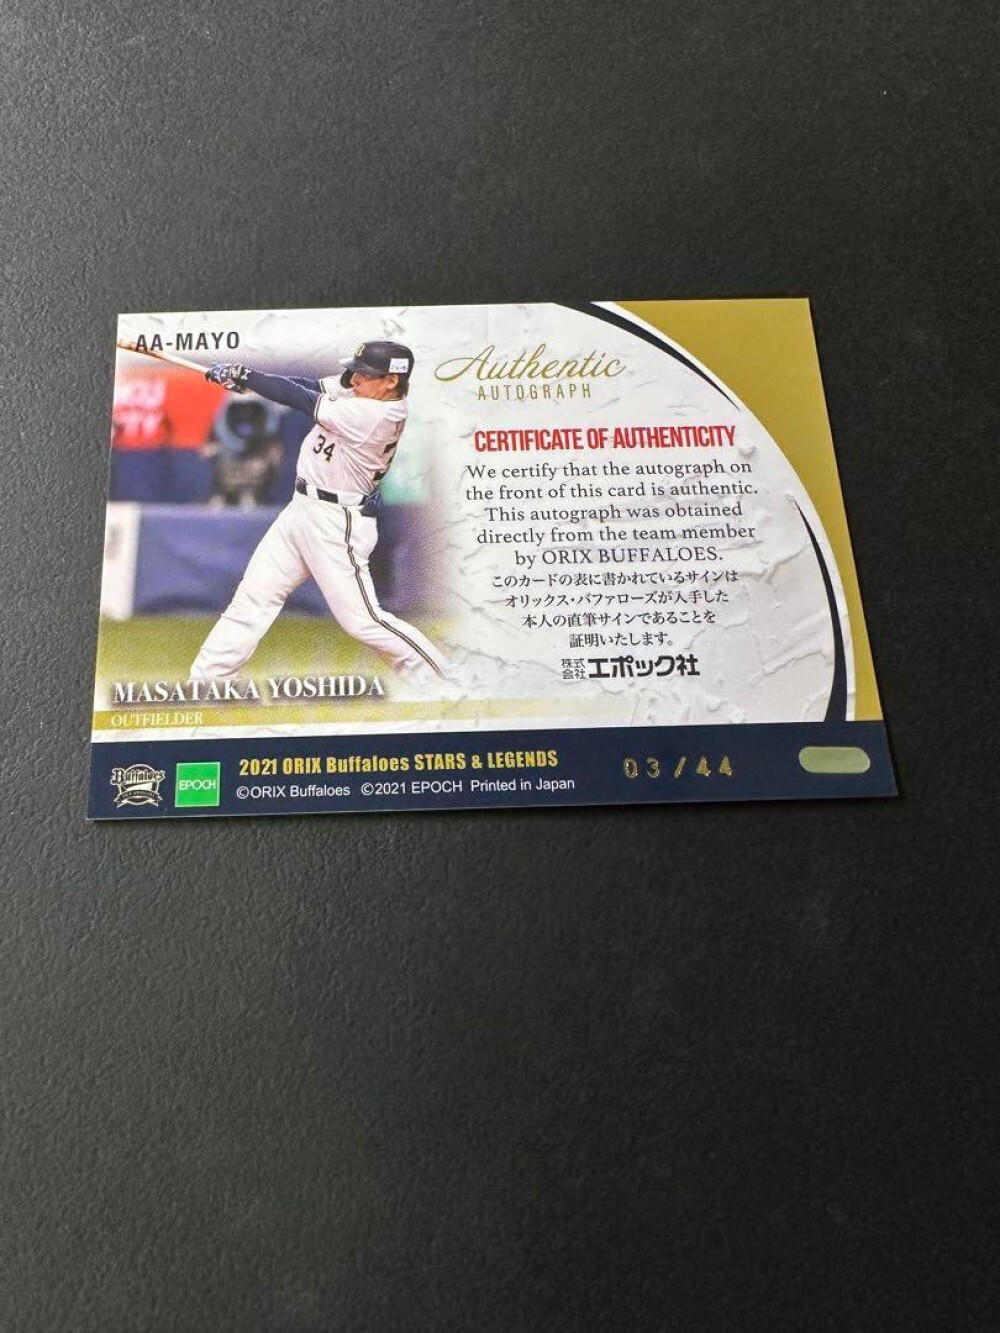 AA-MAYO
34
Authentic
AUTOGRAPH
CERTIFICATE OF AUTHENTICITY
We certify that the autograph on
the front of this card is authentic.
This autograph was obtained
directly from the team member
by ORIX BUFFALOES.
このカードの表に書かれているサインは
オリックス・バファローズが入手した
本人の直筆サインであることを
証明いたします。
株式会社エポック社
MASATAKA YOSHIDA
OUTFIELDER
Buffaloes
EPOCH
2021 ORIX Buffaloes STARS & LEGENDS
©ORIX Buffaloes ©2021 EPOCH Printed in Japan
03/44